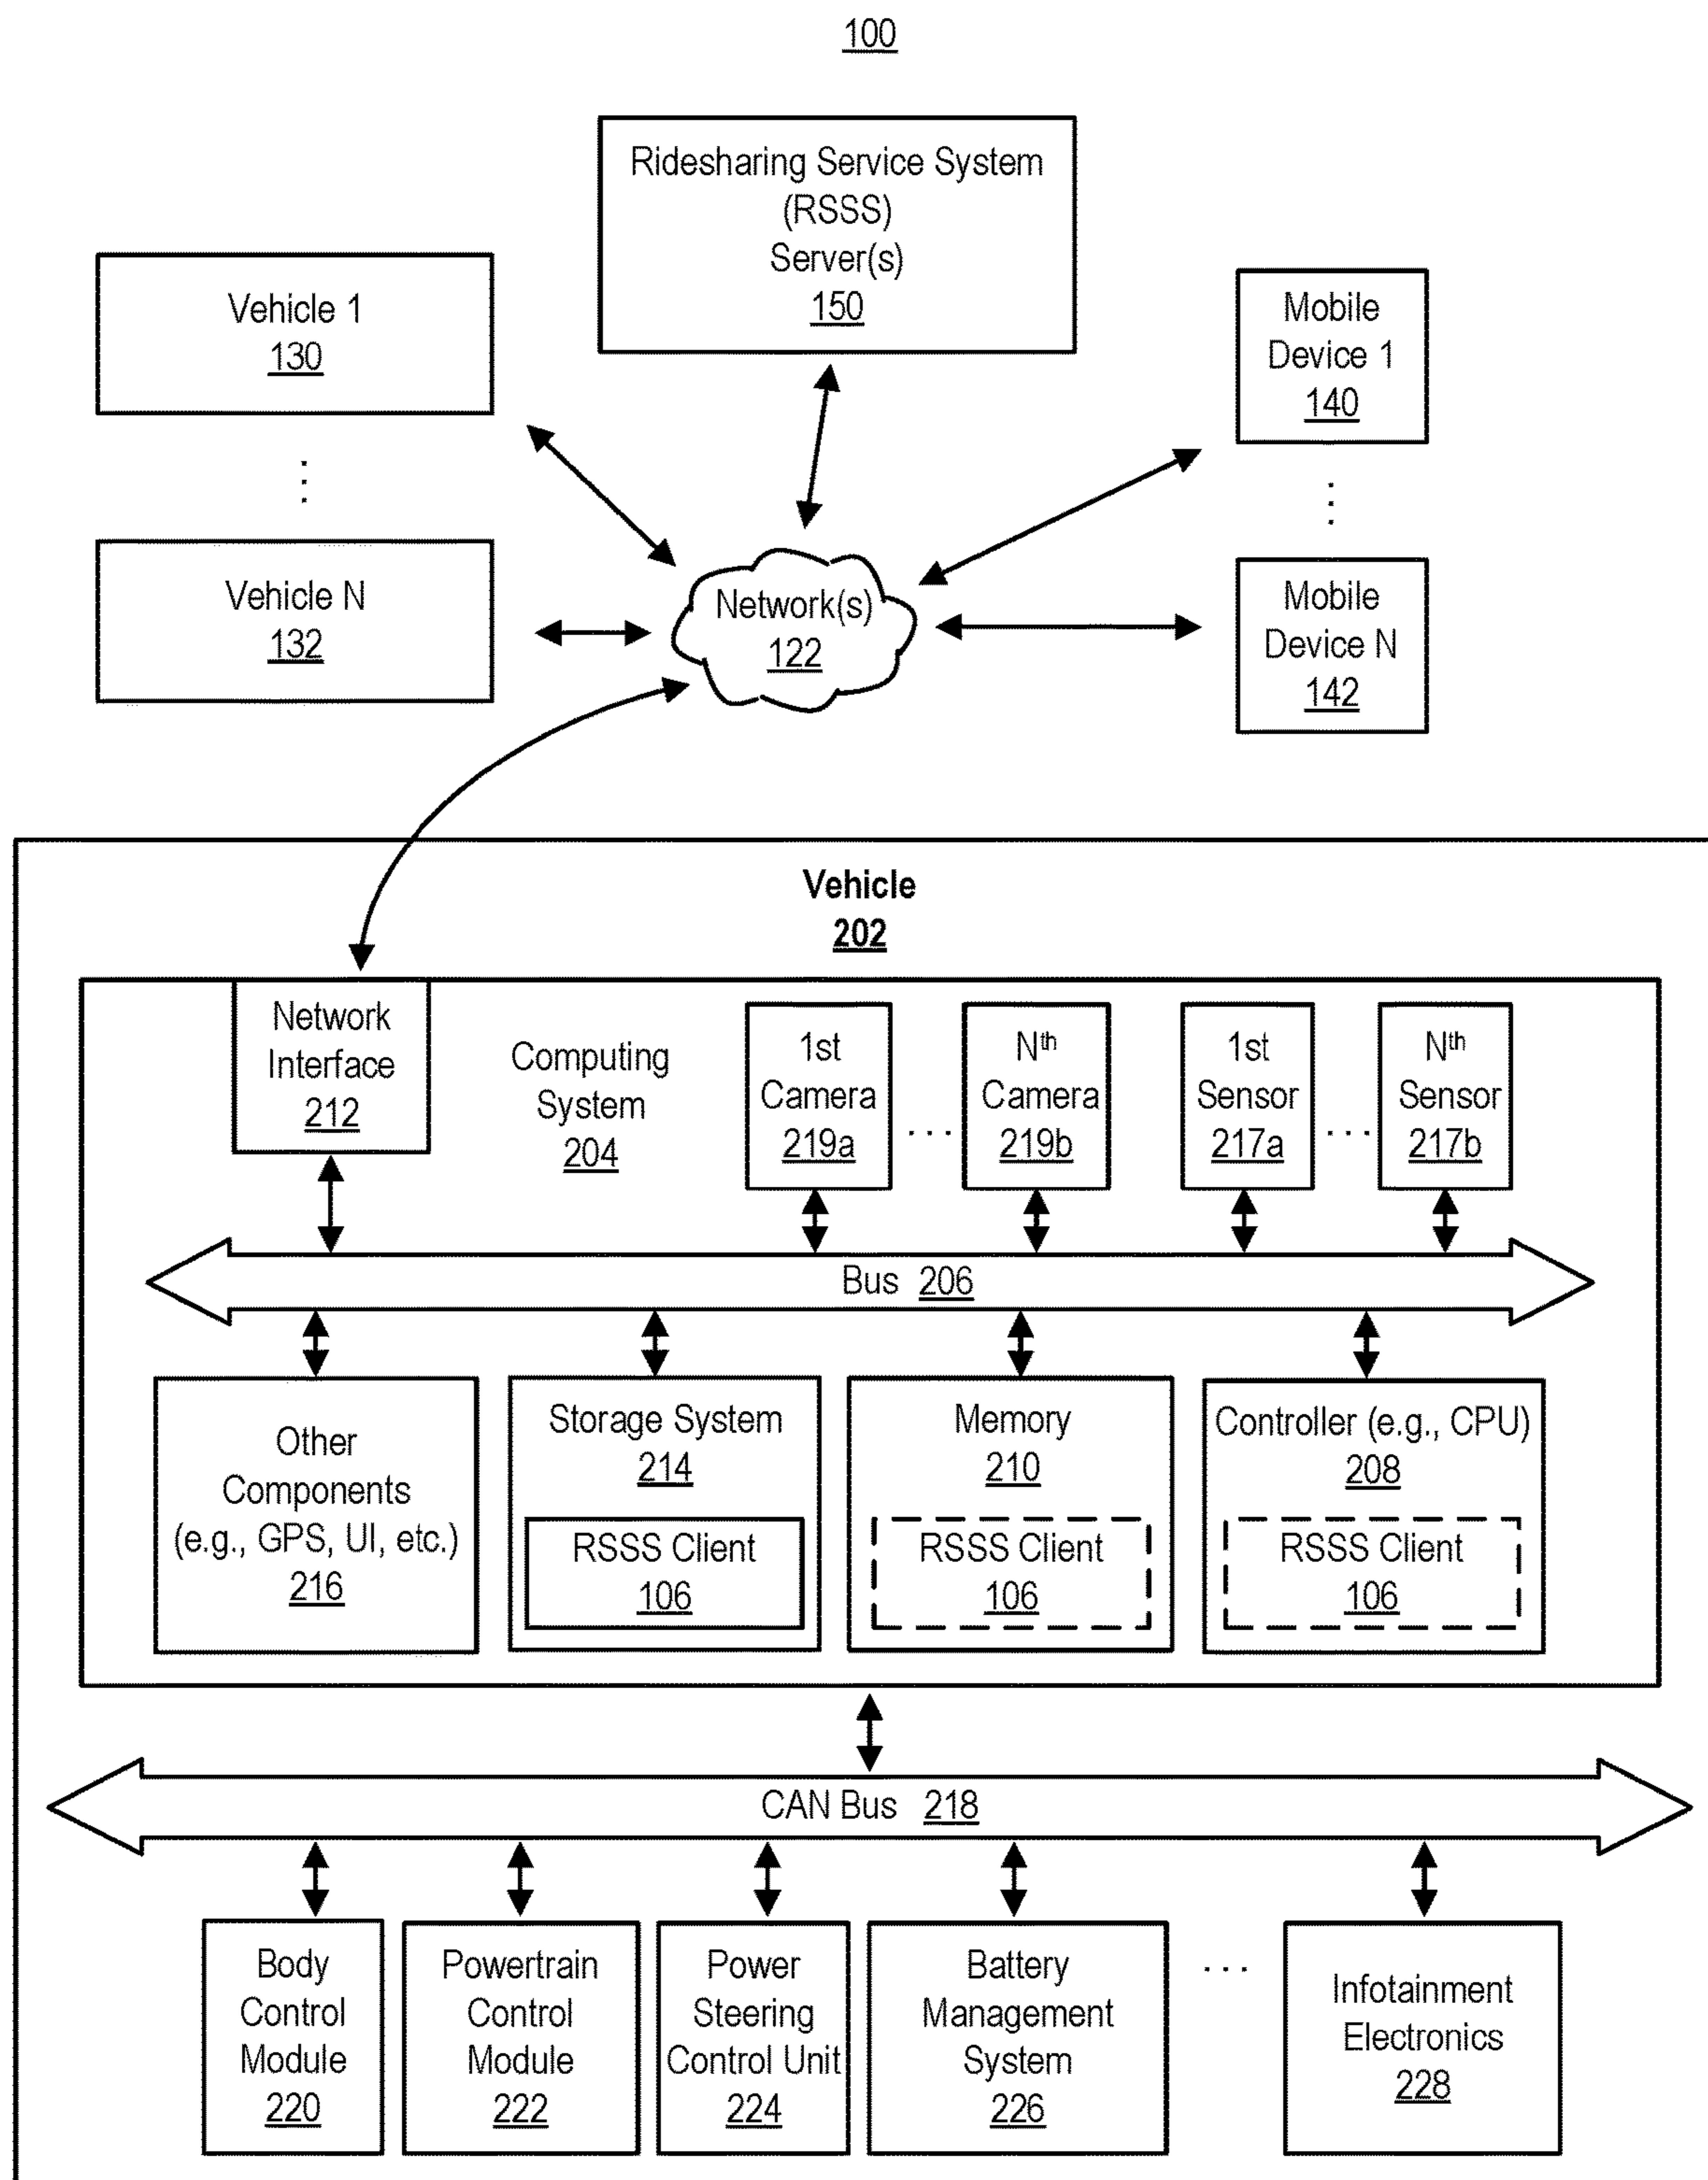 100
Ridesharing Service System
(RSSS)
Server(s)
150
Vehicle 1
130
⋮
Vehicle N
132
Mobile
Device 1
140
⋮
Mobile
Device N
142
Network(s)
122
Vehicle
202
Network
Interface
212
Computing
System
204
1st
Camera
219a
...
Nth
Camera
219b
1st
Sensor
217a
...
Nth
Sensor
217b
Bus 206
Other
Components
(e.g., GPS, UI, etc.)
216
Storage System
214
RSSS Client
106
Memory
210
RSSS Client
106
Controller (e.g., CPU)
208
RSSS Client
106
CAN Bus 218
Body
Control
Module
220
Powertrain
Control
Module
222
Power
Steering
Control Unit
224
Battery
Management
System
226
...
Infotainment
Electronics
228